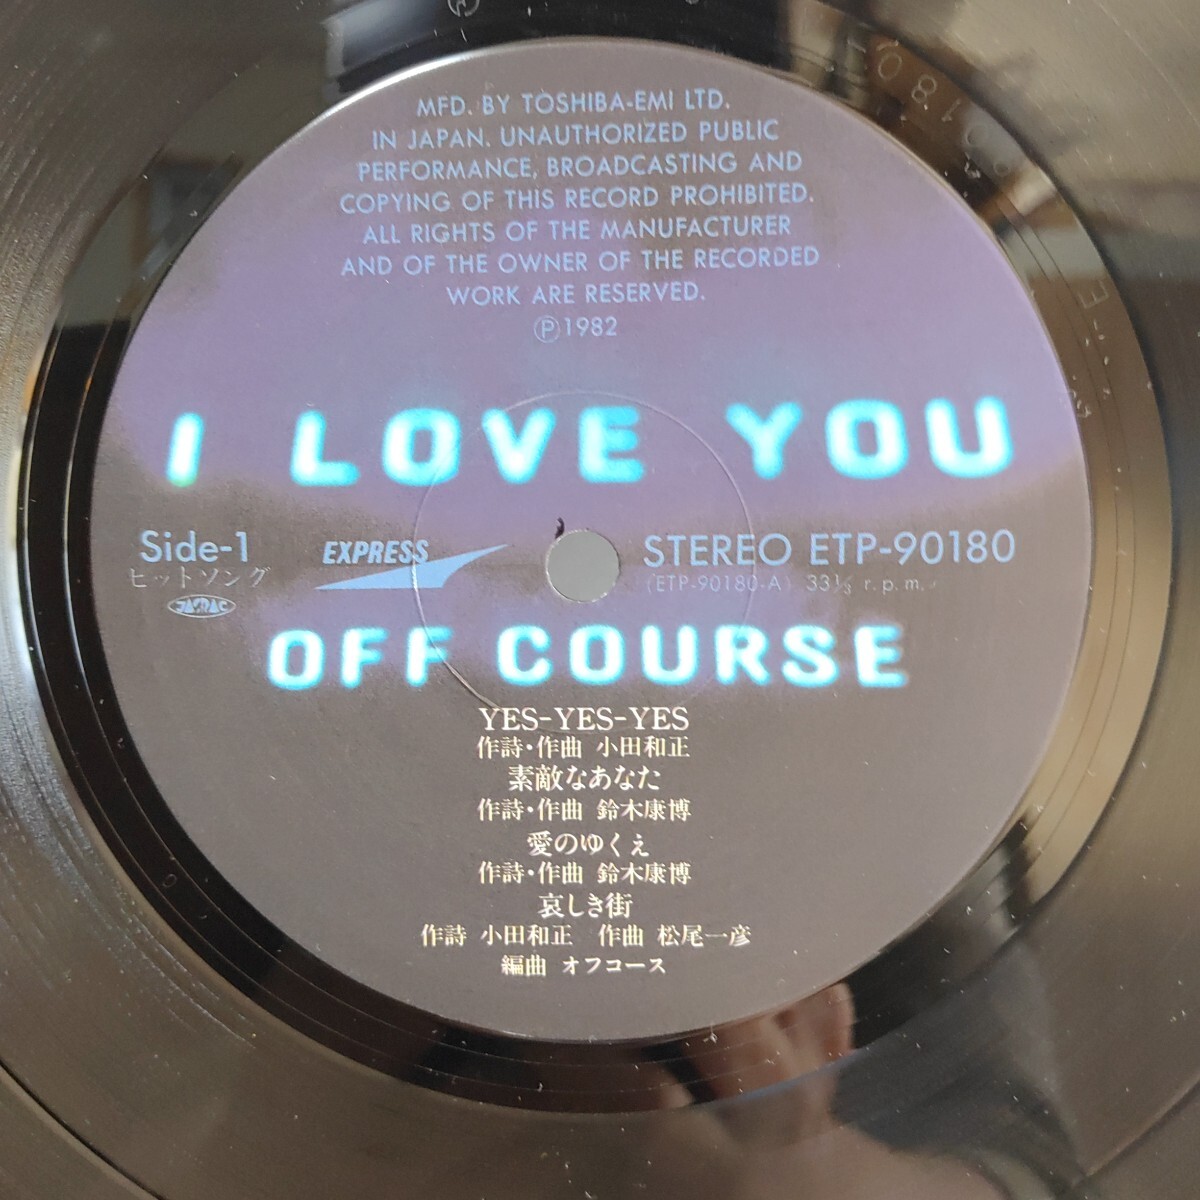 MFD. BY TOSHIBA-EMI LTD.
IN JAPAN. UNAUTHORIZED PUBLIC
PERFORMANCE, BROADCASTING AND
COPYING OF THIS RECORD PROHIBITED.
ALL RIGHTS OF THE MANUFACTURER
AND OF THE OWNER OF THE RECORDED
WORK ARE RESERVED.
Ⓟ1982
I LOVE YOU
Side-1 EXPRESS STEREO ETP-90180
ヒットソング (ETP-90180-A) 33⅓ r.p.m.
JASRAC
OFF COURSE
YES-YES-YES
作詩・作曲 小田和正
素敵なあなた
作詩・作曲 鈴木康博
愛のゆくえ
作詩・作曲 鈴木康博
哀しき街
作詩 小田和正 作曲 松尾一彦
編曲 オフコース